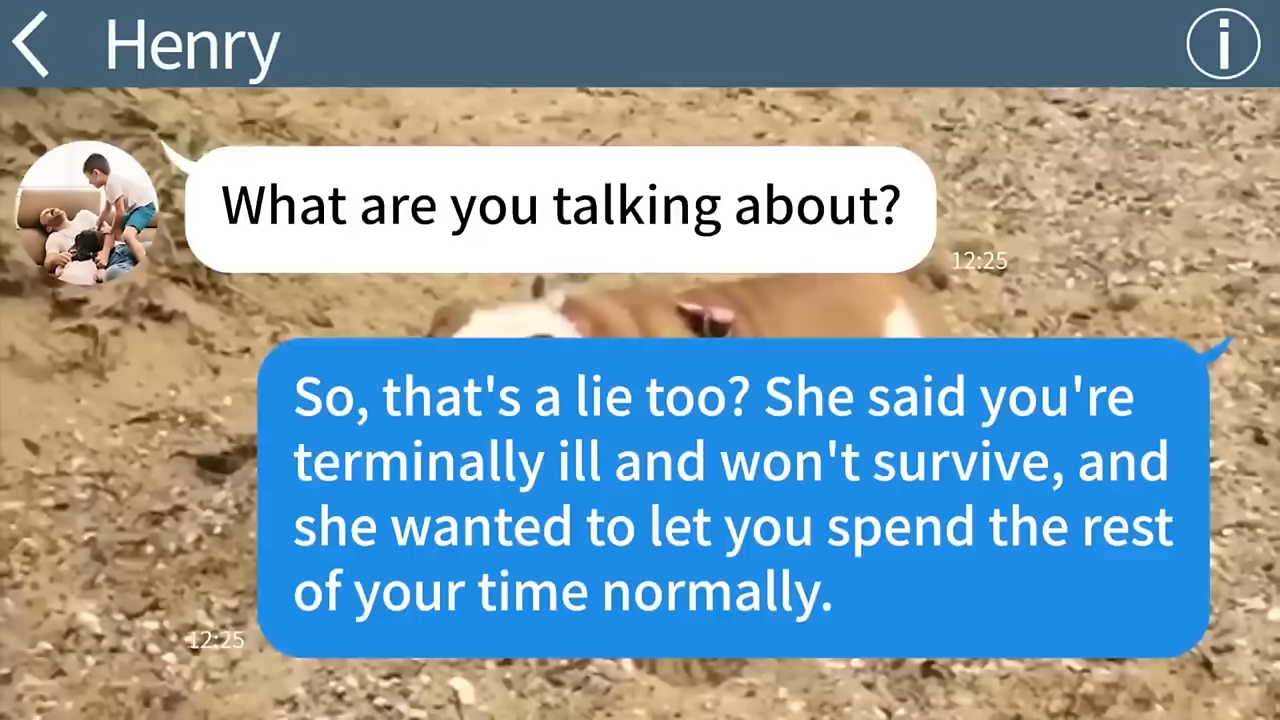 Henry
What are you talking about?
12:25
So, that's a lie too? She said you're
terminally ill and won't survive, and
she wanted to let you spend the rest
of your time normally.
12:25